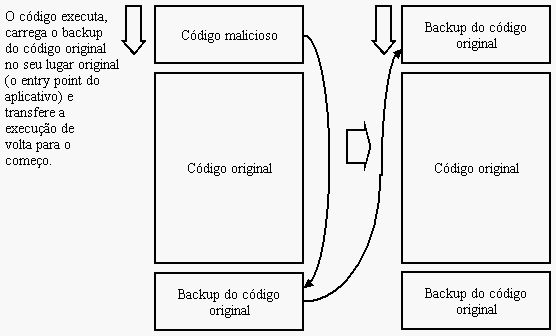 O código executa,
carrega o backup
do código original
no seu lugar original
(o entry point do
aplicativo) e
transfere a
execução de
volta para o
começo.
Código malicioso
Código original
Backup do código
original
Backup do código
original
Código original
Backup do código
original